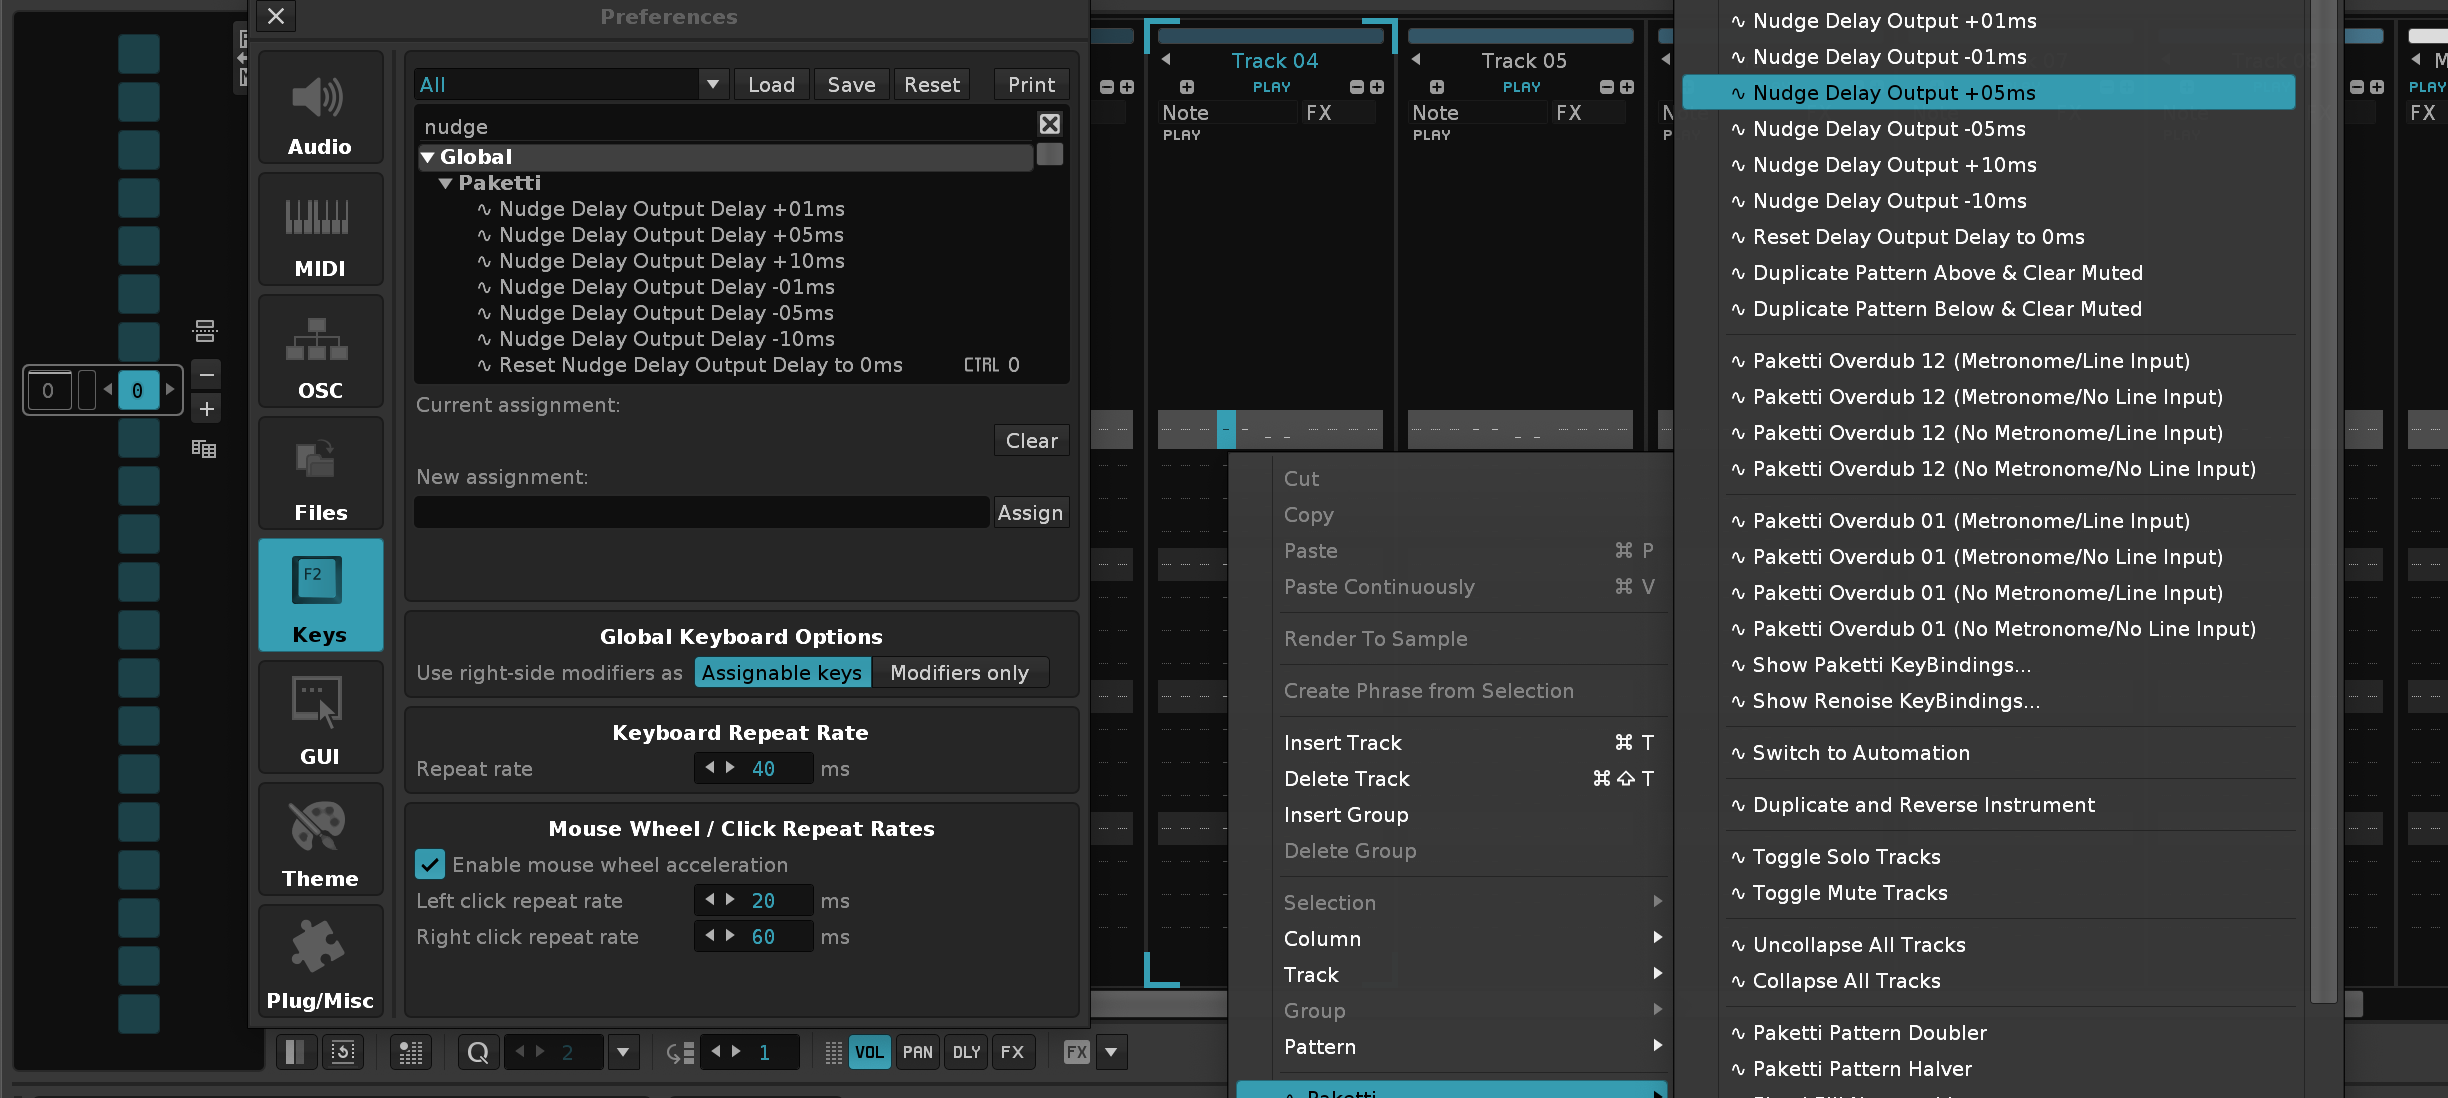 Preferences
Audio
MIDI
OSC
Files
F2
Keys
GUI
Theme
Plug/Misc
All
Load
Save
Reset
Print
nudge
Global
Paketti
∿ Nudge Delay Output Delay +01ms
∿ Nudge Delay Output Delay +05ms
∿ Nudge Delay Output Delay +10ms
∿ Nudge Delay Output Delay -01ms
∿ Nudge Delay Output Delay -05ms
∿ Nudge Delay Output Delay -10ms
∿ Reset Nudge Delay Output Delay to 0ms CTRL 0
Current assignment:
Clear
New assignment:
Assign
Global Keyboard Options
Use right-side modifiers as Assignable keys Modifiers only
Keyboard Repeat Rate
Repeat rate 40 ms
Mouse Wheel / Click Repeat Rates
Enable mouse wheel acceleration
Left click repeat rate 20 ms
Right click repeat rate 60 ms
0 0
2
1
VOL PAN DLY FX
FX
Track 04
PLAY
Note FX
PLAY
Track 05
PLAY
Note FX
PLAY
PLAY
FX
Cut
Copy
Paste ⌘ P
Paste Continuously ⌘ V
Render To Sample
Create Phrase from Selection
Insert Track ⌘ T
Delete Track ⌘⇧ T
Insert Group
Delete Group
Selection
Column
Track
Group
Pattern
∿ Paketti
∿ Nudge Delay Output +01ms
∿ Nudge Delay Output -01ms
∿ Nudge Delay Output +05ms
∿ Nudge Delay Output -05ms
∿ Nudge Delay Output +10ms
∿ Nudge Delay Output -10ms
∿ Reset Delay Output Delay to 0ms
∿ Duplicate Pattern Above & Clear Muted
∿ Duplicate Pattern Below & Clear Muted
∿ Paketti Overdub 12 (Metronome/Line Input)
∿ Paketti Overdub 12 (Metronome/No Line Input)
∿ Paketti Overdub 12 (No Metronome/Line Input)
∿ Paketti Overdub 12 (No Metronome/No Line Input)
∿ Paketti Overdub 01 (Metronome/Line Input)
∿ Paketti Overdub 01 (Metronome/No Line Input)
∿ Paketti Overdub 01 (No Metronome/Line Input)
∿ Paketti Overdub 01 (No Metronome/No Line Input)
∿ Show Paketti KeyBindings...
∿ Show Renoise KeyBindings...
∿ Switch to Automation
∿ Duplicate and Reverse Instrument
∿ Toggle Solo Tracks
∿ Toggle Mute Tracks
∿ Uncollapse All Tracks
∿ Collapse All Tracks
∿ Paketti Pattern Doubler
∿ Paketti Pattern Halver